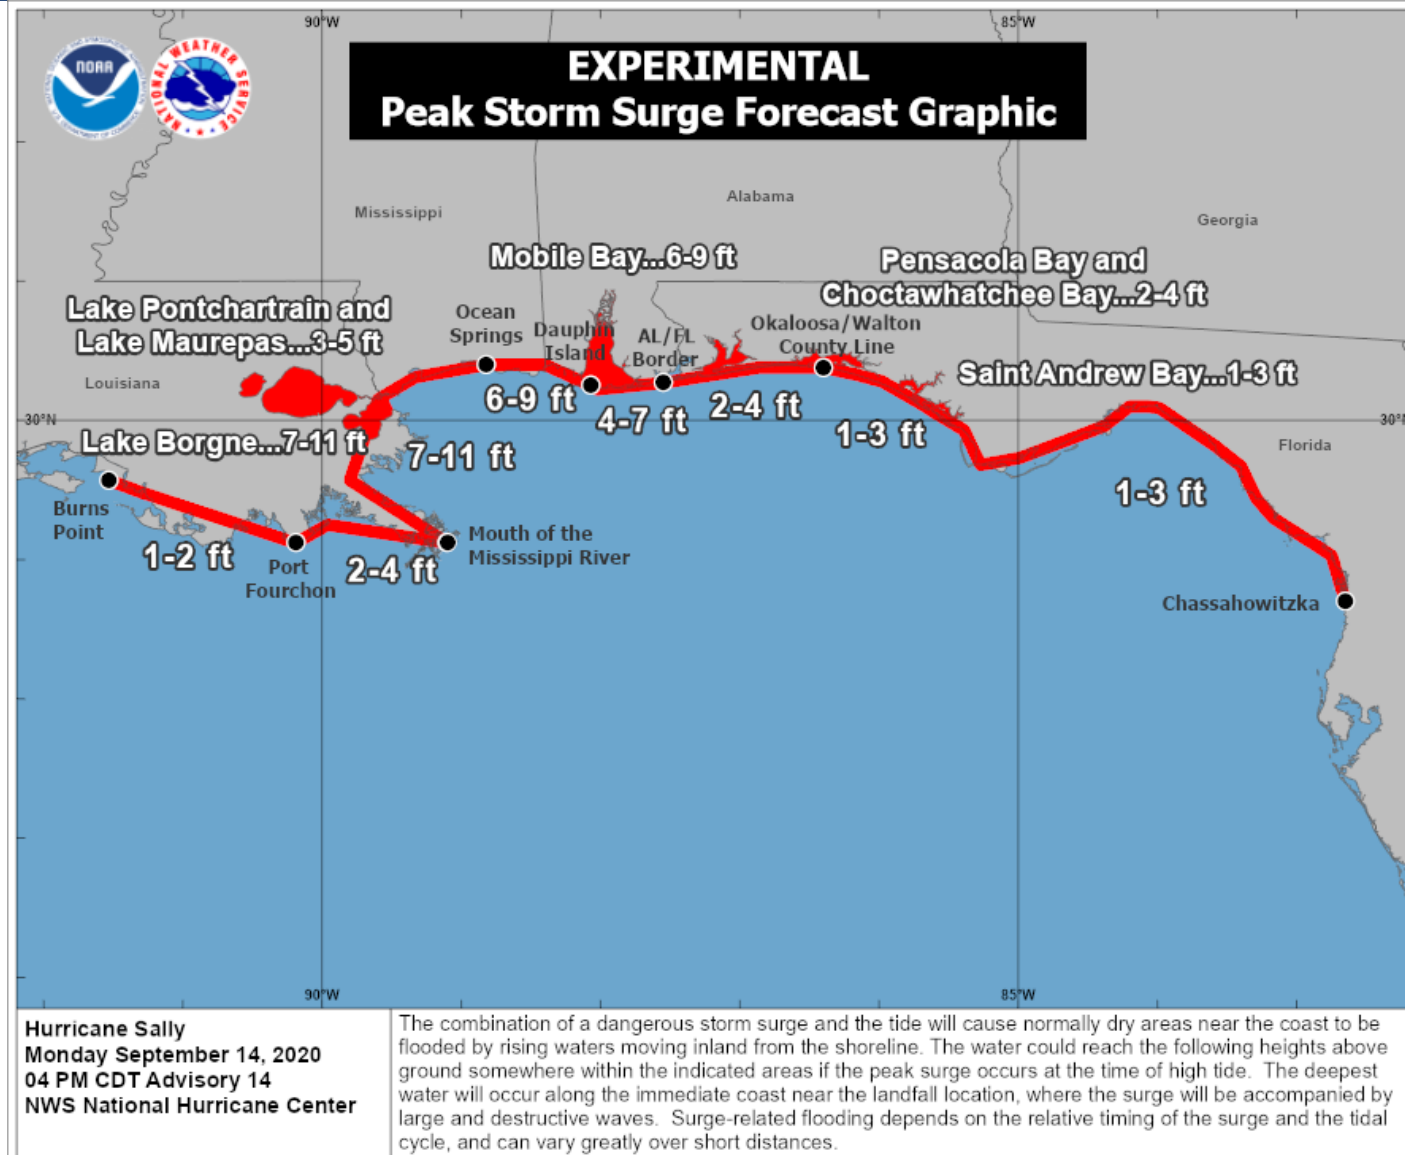 90°W
85°W
NOAA
NATIONAL WEATHER SERVICE
EXPERIMENTAL
Peak Storm Surge Forecast Graphic
Mississippi
Alabama
Georgia
Mobile Bay...6-9 ft
Pensacola Bay and
Choctawhatchee Bay...2-4 ft
Lake Pontchartrain and
Lake Maurepas...3-5 ft
Ocean
Springs
Dauphin
Island
AL/FL
Border
Okaloosa/Walton
County Line
Louisiana
Saint Andrew Bay...1-3 ft
6-9 ft
4-7 ft
2-4 ft
1-3 ft
30°N
30°
Lake Borgne...7-11 ft
7-11 ft
Florida
1-3 ft
Burns
Point
1-2 ft
Port
Fourchon
2-4 ft
Mouth of the
Mississippi River
Chassahowitzka
90°W
85°W
Hurricane Sally
Monday September 14, 2020
04 PM CDT Advisory 14
NWS National Hurricane Center
The combination of a dangerous storm surge and the tide will cause normally dry areas near the coast to be
flooded by rising waters moving inland from the shoreline. The water could reach the following heights above
ground somewhere within the indicated areas if the peak surge occurs at the time of high tide. The deepest
water will occur along the immediate coast near the landfall location, where the surge will be accompanied by
large and destructive waves. Surge-related flooding depends on the relative timing of the surge and the tidal
cycle, and can vary greatly over short distances.